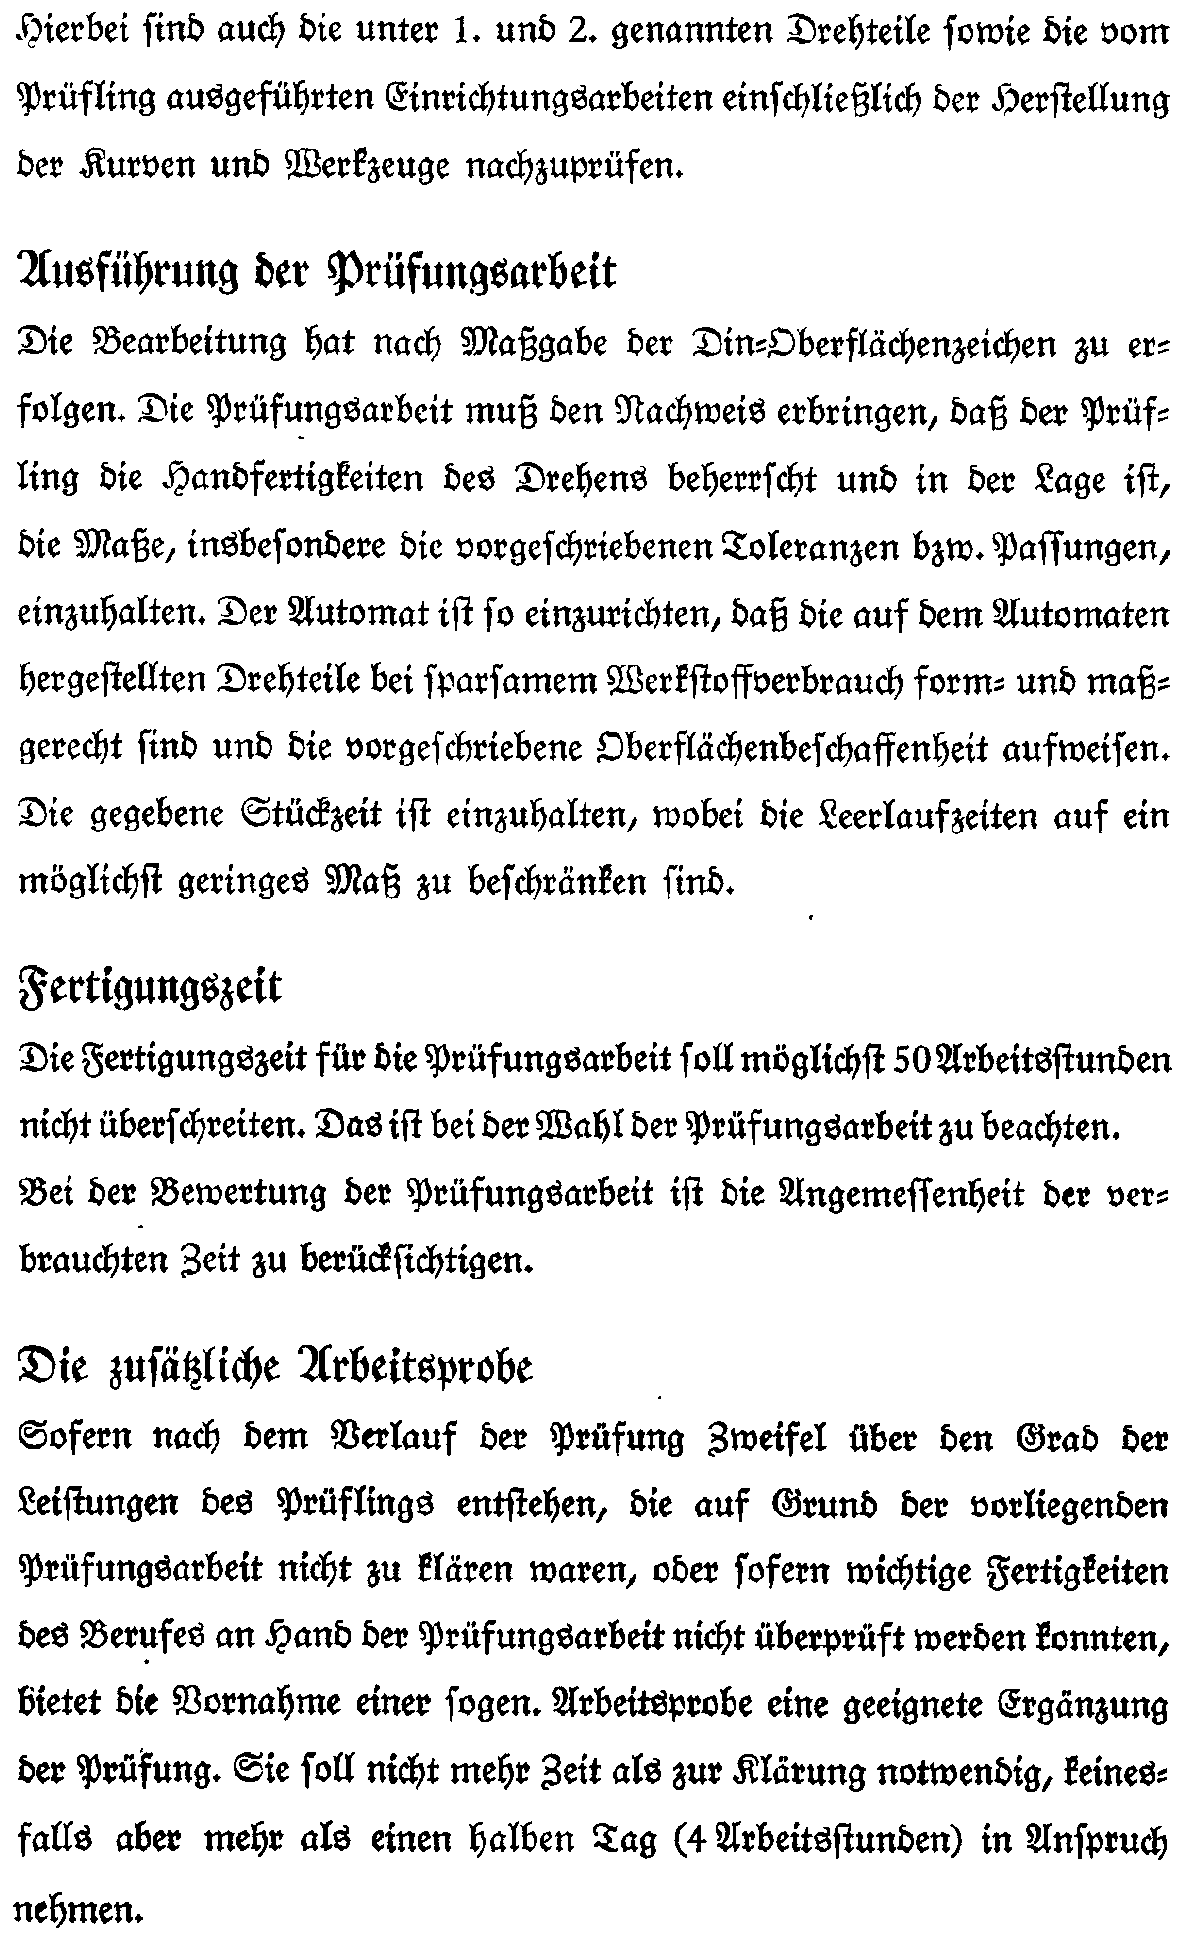 Hierbei sind auch die unter 1. und 2. genannten Drehteile sowie die vom
Prüfling ausgeführten Einrichtungsarbeiten einschließlich der Herstellung
der Kurven und Werkzeuge nachzuprüfen.
Ausführung der Prüfungsarbeit
Die Bearbeitung hat nach Maßgabe der Din-Oberflächenzeichen zu er-
folgen. Die Prüfungsarbeit muß den Nachweis erbringen, daß der Prüf-
ling die Handfertigkeiten des Drehens beherrscht und in der Lage ist,
die Maße, insbesondere die vorgeschriebenen Toleranzen bzw. Passungen,
einzuhalten. Der Automat ist so einzurichten, daß die auf dem Automaten
hergestellten Drehteile bei sparsamem Werkstoffverbrauch form- und maß-
gerecht sind und die vorgeschriebene Oberflächenbeschaffenheit aufweisen.
Die gegebene Stückzeit ist einzuhalten, wobei die Leerlaufzeiten auf ein
möglichst geringes Maß zu beschränken sind.
Fertigungszeit
Die Fertigungszeit für die Prüfungsarbeit soll möglichst 50 Arbeitsstunden
nicht überschreiten. Das ist bei der Wahl der Prüfungsarbeit zu beachten.
Bei der Bewertung der Prüfungsarbeit ist die Angemessenheit der ver-
brauchten Zeit zu berücksichtigen.
Die zusätzliche Arbeitsprobe
Sofern nach dem Verlauf der Prüfung Zweifel über den Grad der
Leistungen des Prüflings entstehen, die auf Grund der vorliegenden
Prüfungsarbeit nicht zu klären waren, oder sofern wichtige Fertigkeiten
des Berufes an Hand der Prüfungsarbeit nicht überprüft werden konnten,
bietet die Vornahme einer sogen. Arbeitsprobe eine geeignete Ergänzung
der Prüfung. Sie soll nicht mehr Zeit als zur Klärung notwendig, keines-
falls aber mehr als einen halben Tag (4 Arbeitsstunden) in Anspruch
nehmen.